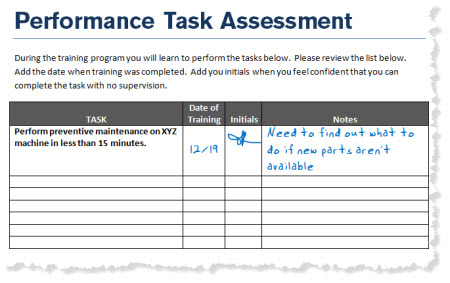 Performance Task Assessment
During the training program you will learn to perform the tasks below. Please review the list below.
Add the date when training was completed. Add you initials when you feel confident that you can
complete the task with no supervision.
TASK Date of Training Initials Notes
Perform preventive maintenance on XYZ
machine in less than 15 minutes.
12/19
Need to find out what to
do if new parts aren't
available